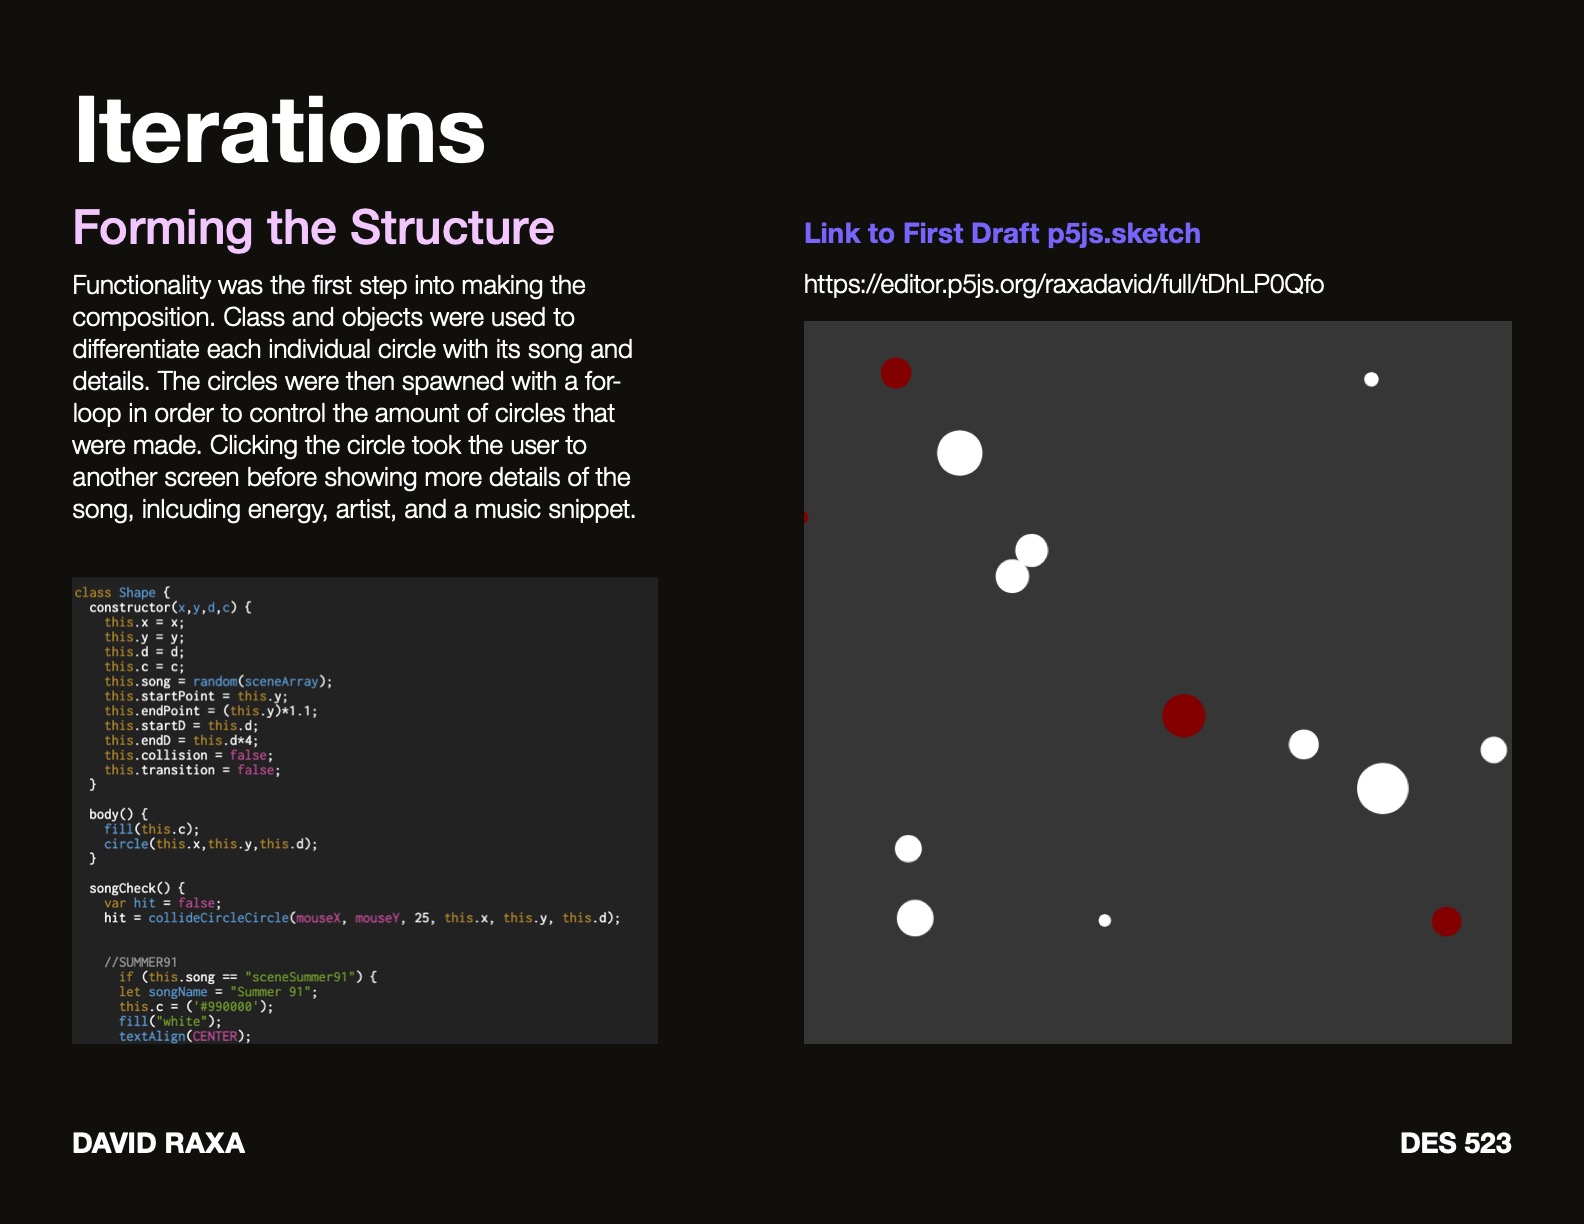 Iterations
Forming the Structure
Functionality was the first step into making the
composition. Class and objects were used to
differentiate each individual circle with its song and
details. The circles were then spawned with a for-
loop in order to control the amount of circles that
were made. Clicking the circle took the user to
another screen before showing more details of the
song, inlcuding energy, artist, and a music snippet.
class Shape {
constructor(x,y,d,c) {
this.x = x;
this.y = y;
this.d = d;
this.c = c;
this.song = random(sceneArray);
this.startPoint = this.y;
this.endPoint = (this.y)*1.1;
this.startD = this.d;
this.endD = this.d*4;
this.collision = false;
this.transition = false;
}
body() {
fill(this.c);
circle(this.x,this.y,this.d);
}
songCheck() {
var hit = false;
hit = collideCircleCircle(mouseX, mouseY, 25, this.x, this.y, this.d);
//SUMMER91
if (this.song == "sceneSummer91") {
let songName = "Summer 91";
this.c = ('#990000');
fill("white");
textAlign(CENTER);
Link to First Draft p5js.sketch
https://editor.p5js.org/raxadavid/full/tDhLP0Qfo
DAVID RAXA
DES 523